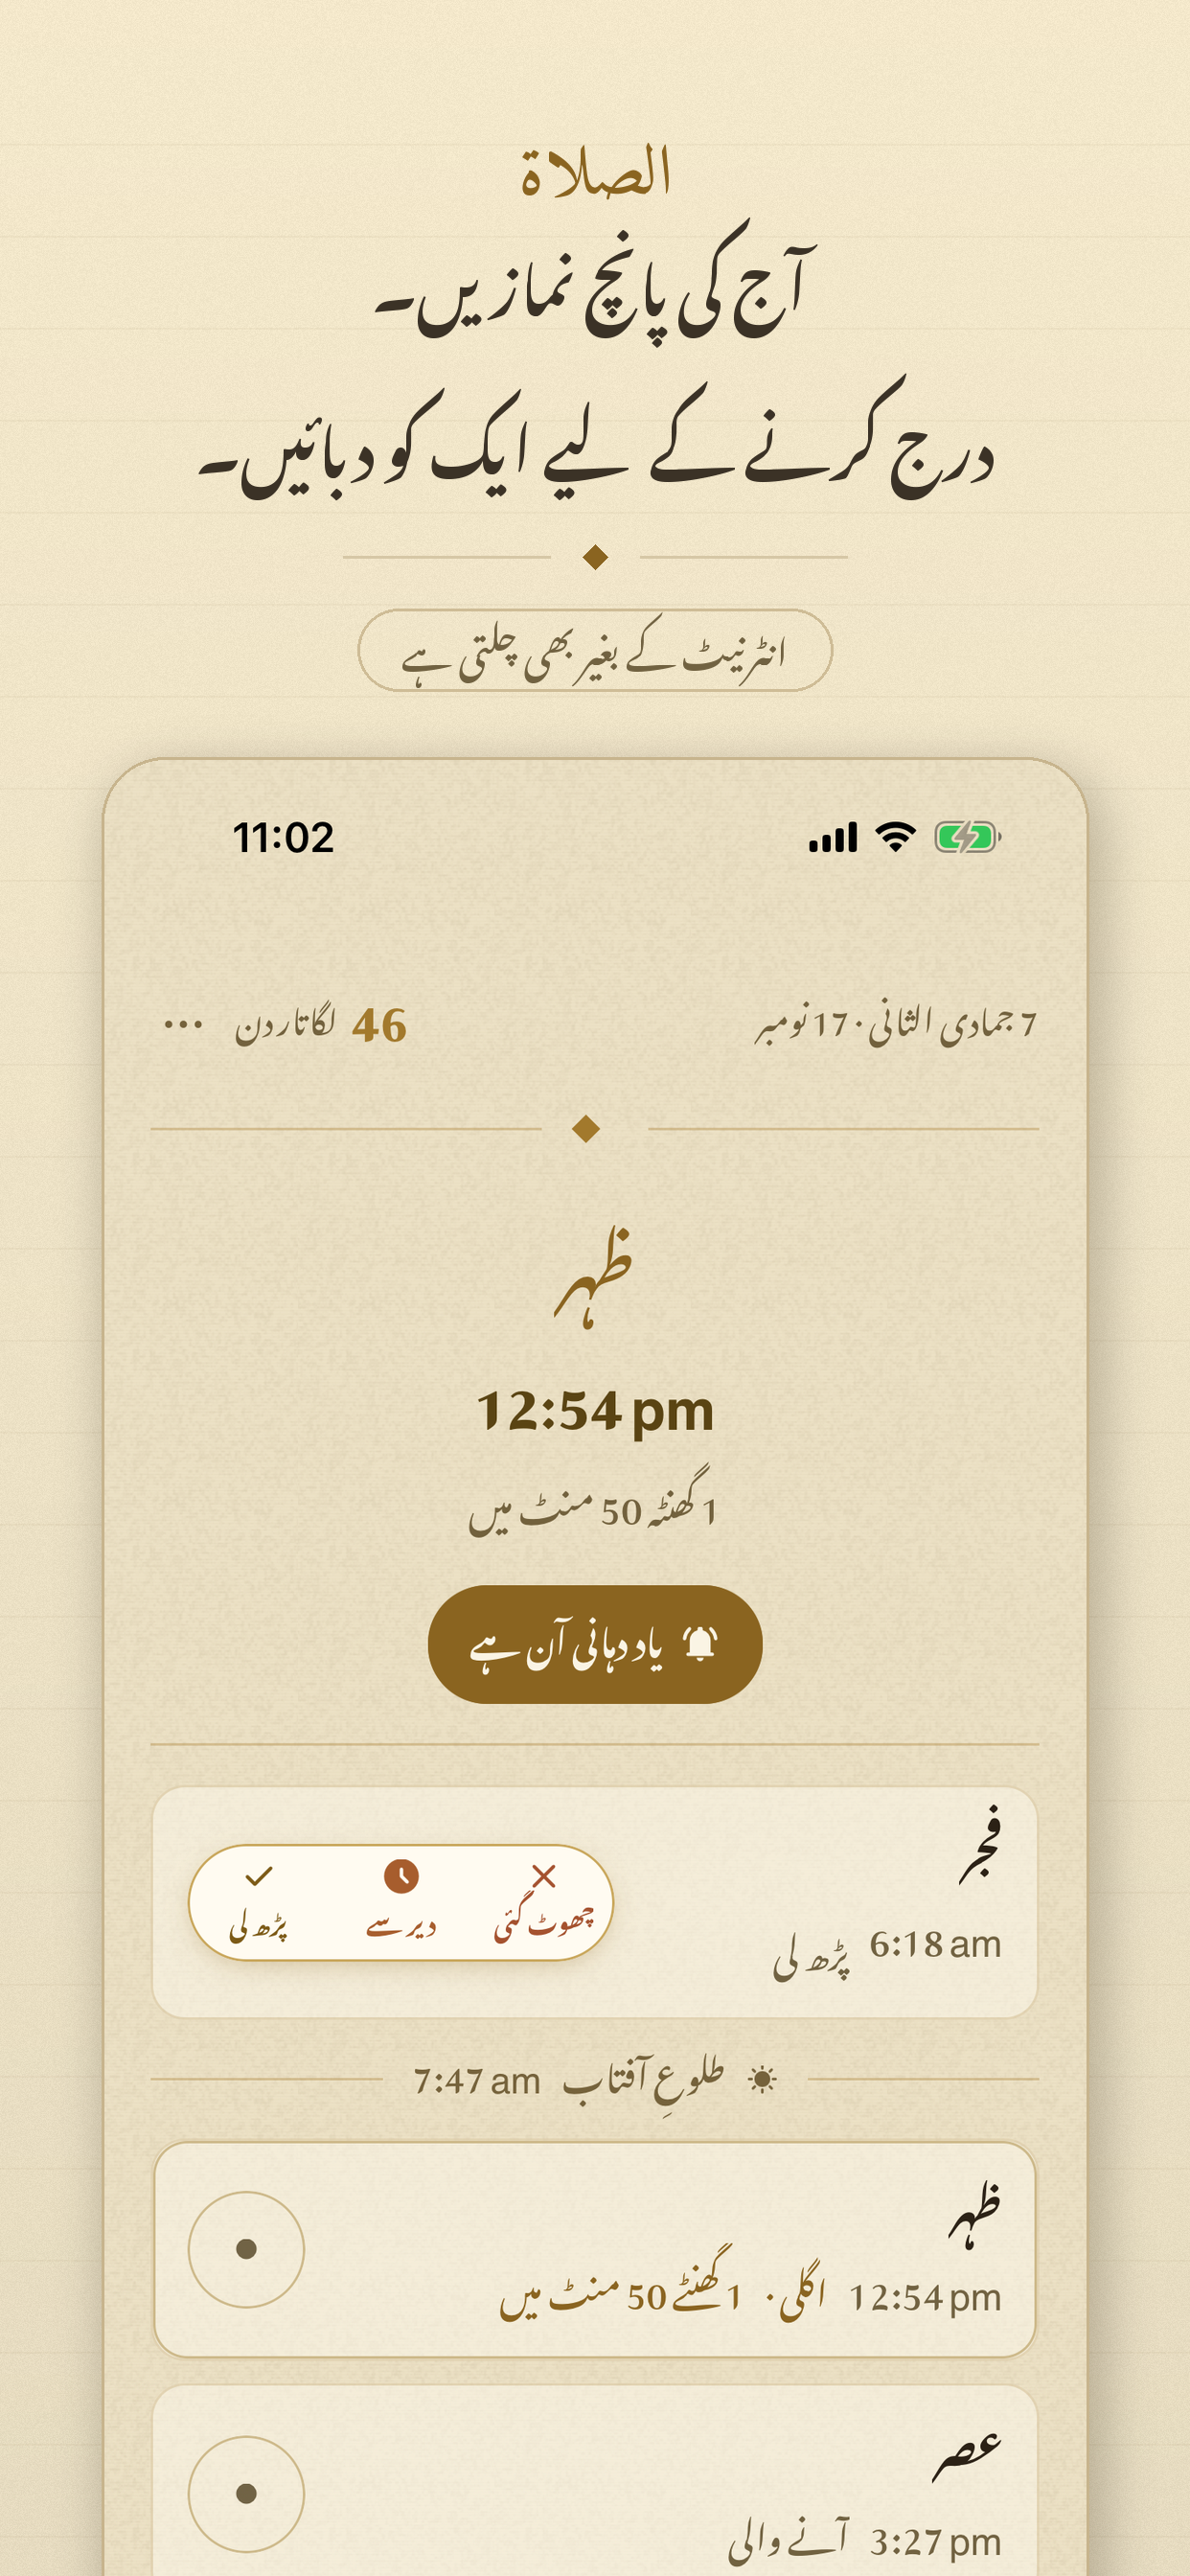 الصلاة
آج کی پانچ نمازیں۔
درج کرنے کے لیے ایک کو دبائیں۔
انٹرنیٹ کے بغیر بھی چلتی ہے
11:02
7 جمادی الثانی · 17 نومبر
46 لگاتار دن
ظہر
12:54 pm
1 گھنٹہ 50 منٹ میں
یاد دہانی آن ہے
فجر
6:18 am پڑھ لی
چھوٹ گئی دیر سے پڑھ لی
طلوعِ آفتاب 7:47 am
ظہر
12:54 pm اگلی · 1 گھنٹے 50 منٹ میں
عصر
3:27 pm آنے والی